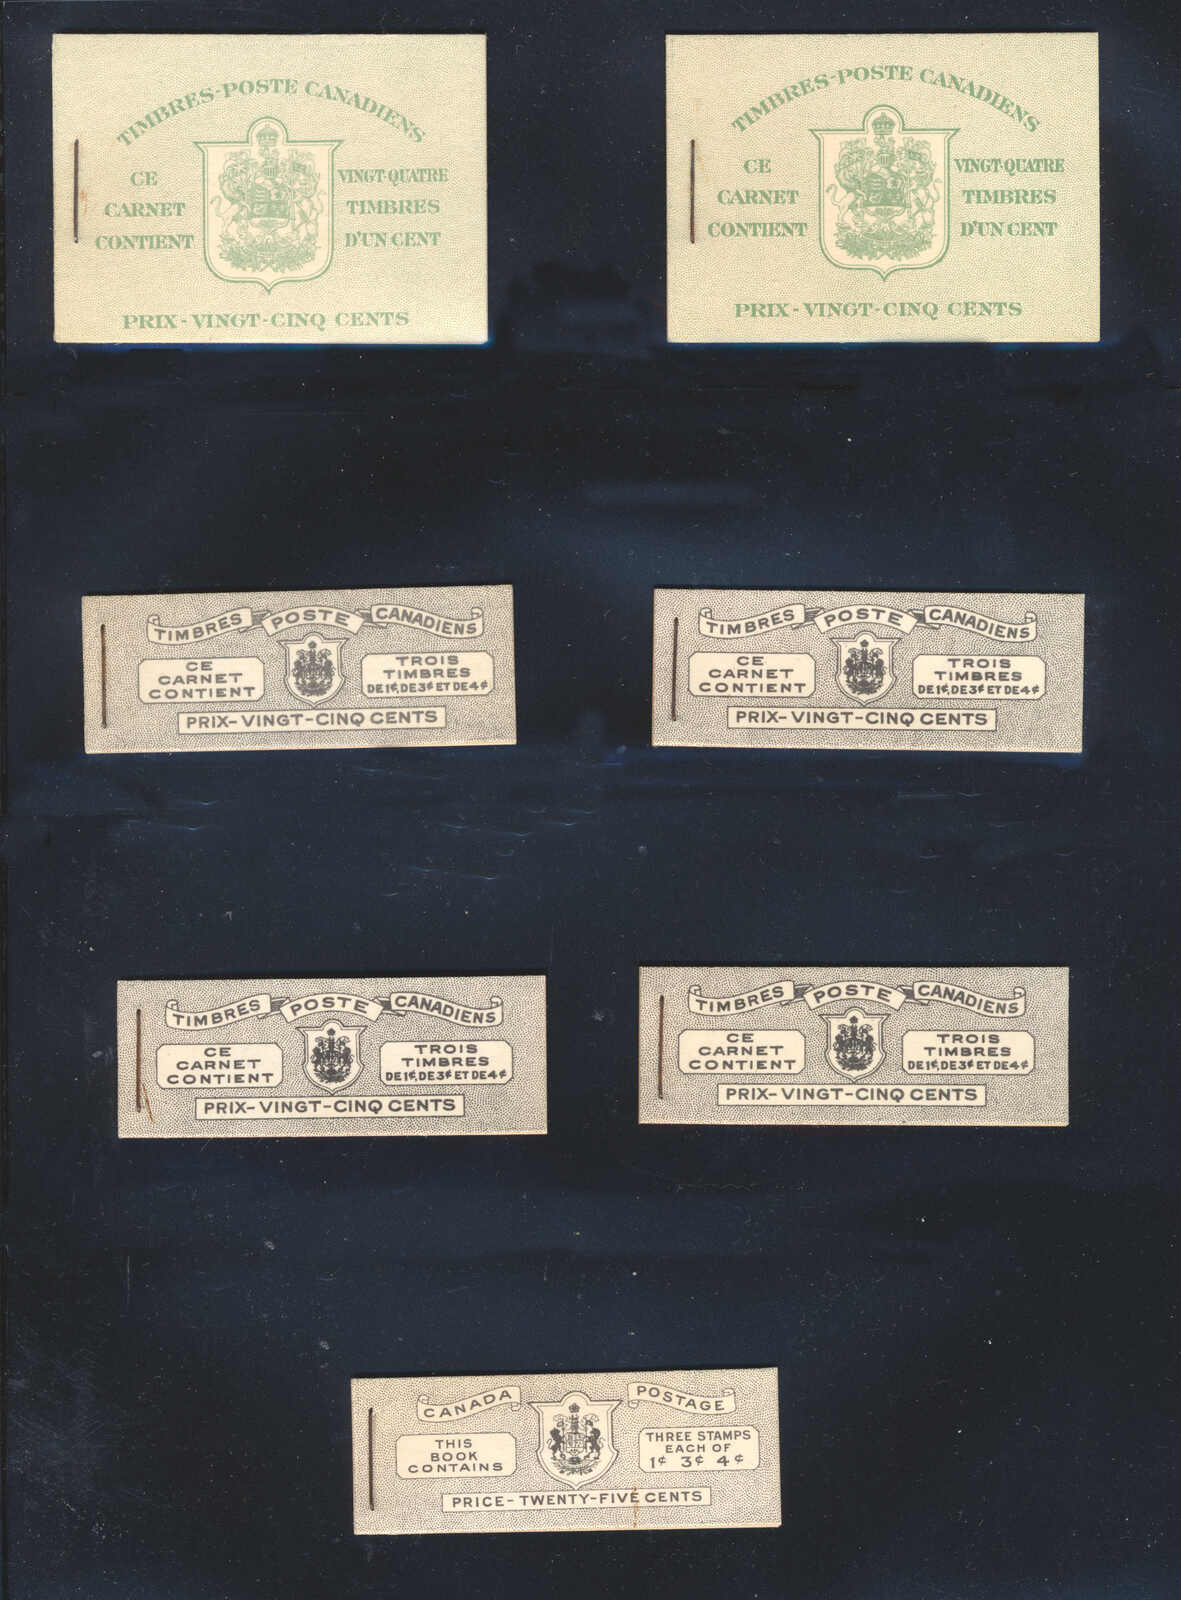 TIMBRES-POSTE CANADIENS
CE
CARNET
CONTIENT
VINGT-QUATRE
TIMBRES
D'UN CENT
PRIX - VINGT - CINQ CENTS
TIMBRES-POSTE CANADIENS
CE
CARNET
CONTIENT
VINGT-QUATRE
TIMBRES
D'UN CENT
PRIX - VINGT - CINQ CENTS
TIMBRES POSTE CANADIENS
CE
CARNET
CONTIENT
TROIS
TIMBRES
DE 1¢, DE 3¢ ET DE 4¢
PRIX- VINGT- CINQ CENTS
TIMBRES POSTE CANADIENS
CE
CARNET
CONTIENT
TROIS
TIMBRES
DE 1¢, DE 3¢ ET DE 4¢
PRIX- VINGT- CINQ CENTS
TIMBRES POSTE CANADIENS
CE
CARNET
CONTIENT
TROIS
TIMBRES
DE 1¢, DE 3¢ ET DE 4¢
PRIX- VINGT- CINQ CENTS
TIMBRES POSTE CANADIENS
CE
CARNET
CONTIENT
TROIS
TIMBRES
DE 1¢, DE 3¢ ET DE 4¢
PRIX- VINGT- CINQ CENTS
CANADA POSTAGE
THIS
BOOK
CONTAINS
THREE STAMPS
EACH OF
1¢ 3¢ 4¢
PRICE - TWENTY-FIVE CENTS